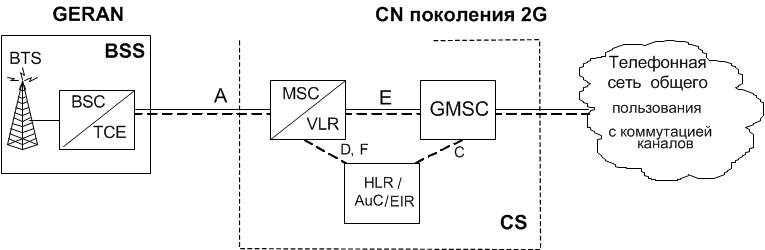 GERAN
CN поколения 2G
BSS
BTS
BSC
TCE
A
MSC
VLR
E
GMSC
D, F
C
HLR /
AuC/EIR
CS
Телефонная
сеть общего
пользования
с коммутацией
каналов